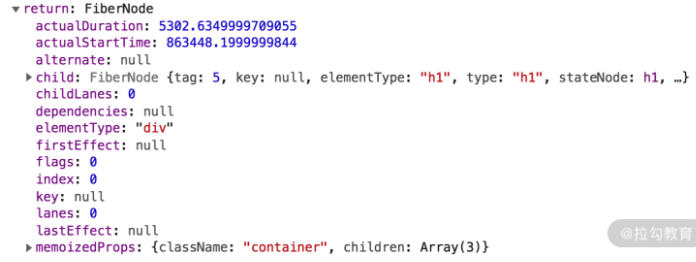 return: FiberNode
actualDuration: 5302.6349999709055
actualStartTime: 863448.1999999844
alternate: null
child: FiberNode {tag: 5, key: null, elementType: "h1", type: "h1", stateNode: h1, …}
childLanes: 0
dependencies: null
elementType: "div"
firstEffect: null
flags: 0
index: 0
key: null
lanes: 0
lastEffect: null
memoizedProps: {className: "container", children: Array(3)}
@拉勾教育